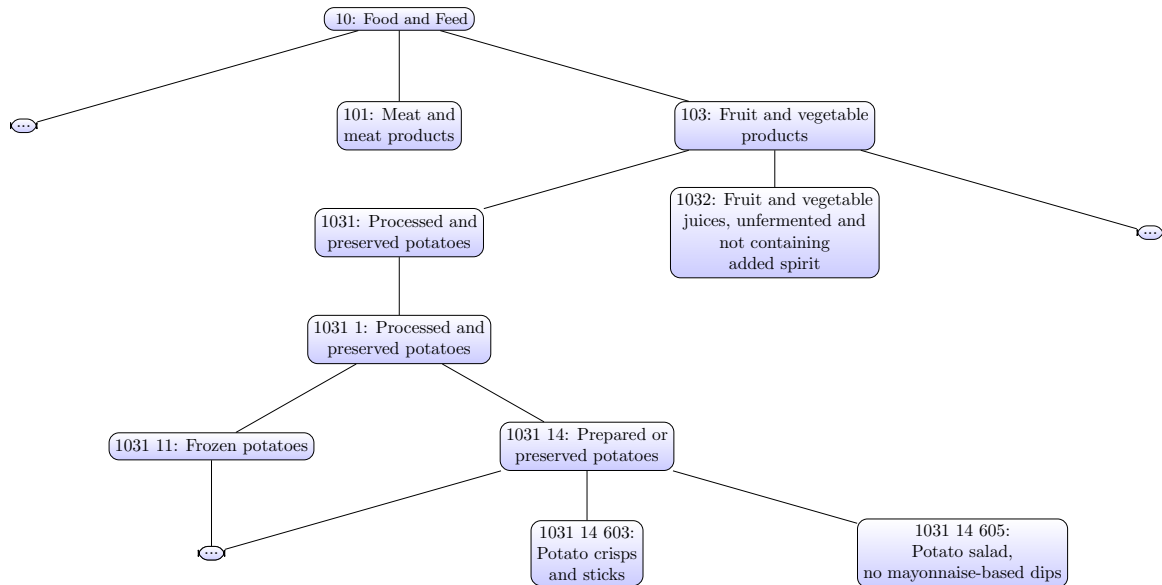 10: Food and Feed
...
101: Meat and
meat products
103: Fruit and vegetable
products
1031: Processed and
preserved potatoes
1032: Fruit and vegetable
juices, unfermented and
not containing
added spirit
...
1031 1: Processed and
preserved potatoes
1031 11: Frozen potatoes
1031 14: Prepared or
preserved potatoes
...
1031 14 603:
Potato crisps
and sticks
1031 14 605:
Potato salad,
no mayonnaise-based dips